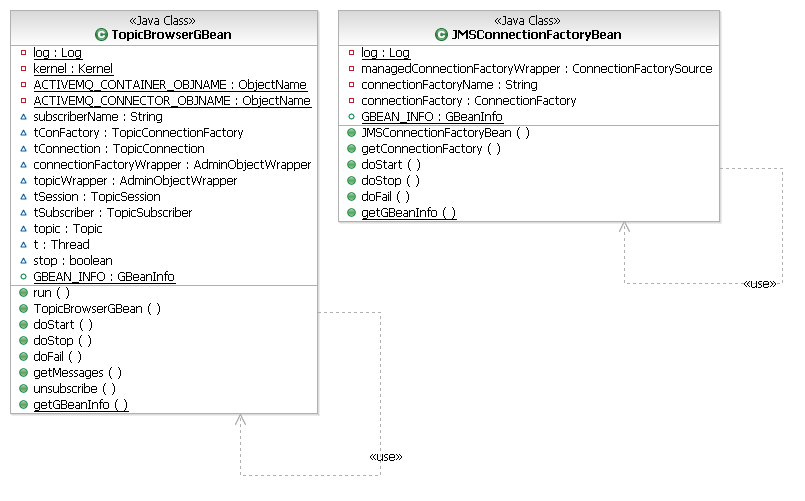 «Java Class»
TopicBrowserGBean
log : Log
kernel : Kernel
ACTIVEMQ_CONTAINER_OBJNAME : ObjectName
ACTIVEMQ_CONNECTOR_OBJNAME : ObjectName
subscriberName : String
tConFactory : TopicConnectionFactory
tConnection : TopicConnection
connectionFactoryWrapper : AdminObjectWrapper
topicWrapper : AdminObjectWrapper
tSession : TopicSession
tSubscriber : TopicSubscriber
topic : Topic
t : Thread
stop : boolean
GBEAN_INFO : GBeanInfo
run ( )
TopicBrowserGBean ( )
doStart ( )
doStop ( )
doFail ( )
getMessages ( )
unsubscribe ( )
getGBeanInfo ( )
«use»
«Java Class»
JMSConnectionFactoryBean
log : Log
managedConnectionFactoryWrapper : ConnectionFactorySource
connectionFactoryName : String
connectionFactory : ConnectionFactory
GBEAN_INFO : GBeanInfo
JMSConnectionFactoryBean ( )
getConnectionFactory ( )
doStart ( )
doStop ( )
doFail ( )
getGBeanInfo ( )
«use»